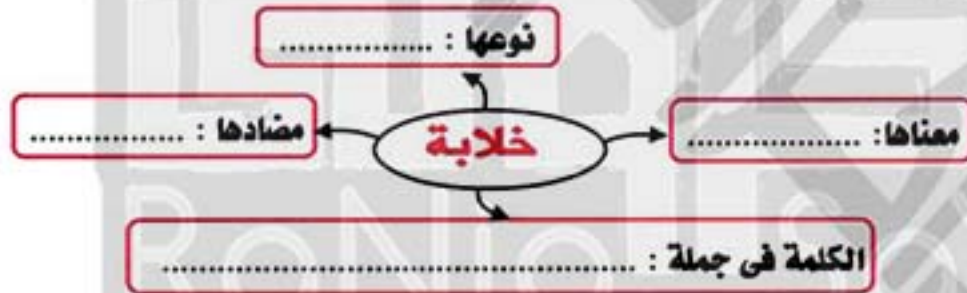 نوعها : ................
معناها: ..................
خلابة
مضادها : ................
الكلمة فى جملة : ..................................................